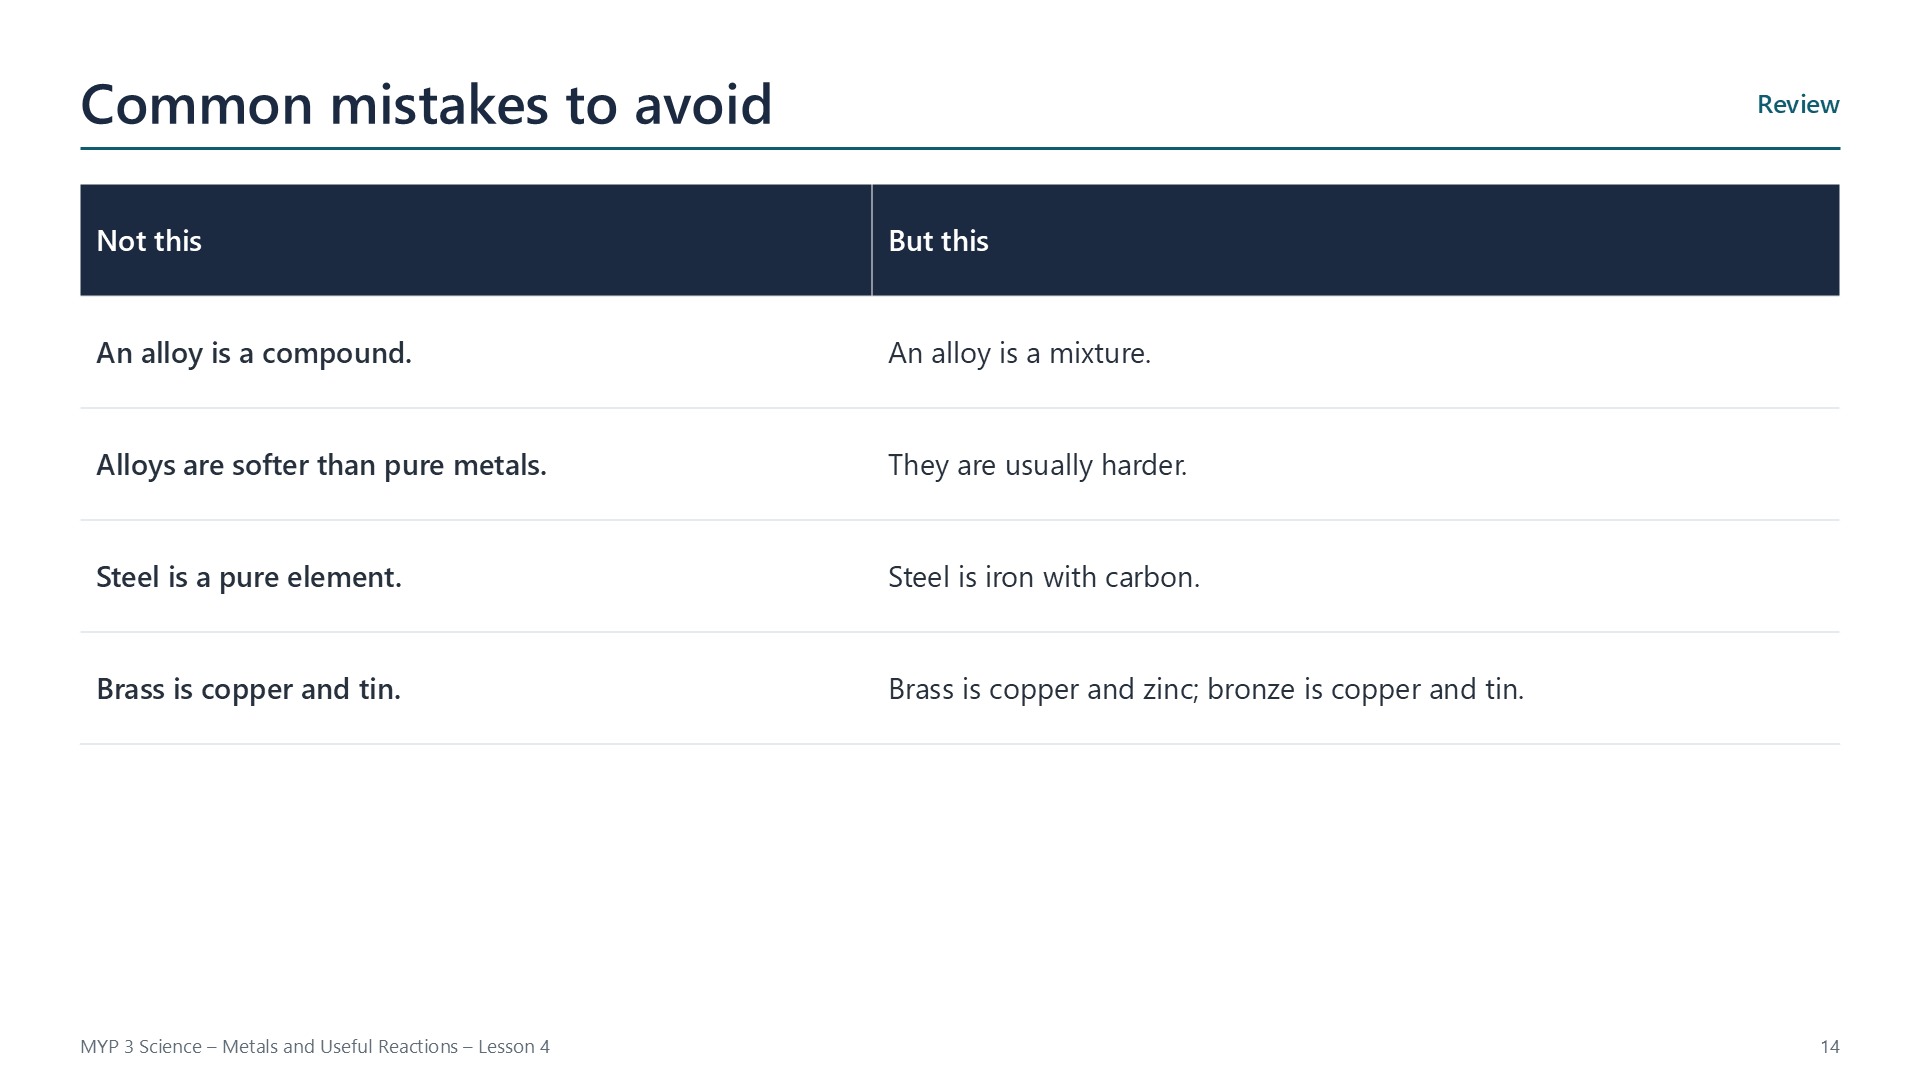 Common mistakes to avoid
Review
Not this
But this
An alloy is a compound.
An alloy is a mixture.
Alloys are softer than pure metals.
They are usually harder.
Steel is a pure element.
Steel is iron with carbon.
Brass is copper and tin.
Brass is copper and zinc; bronze is copper and tin.
MYP 3 Science – Metals and Useful Reactions – Lesson 4
14